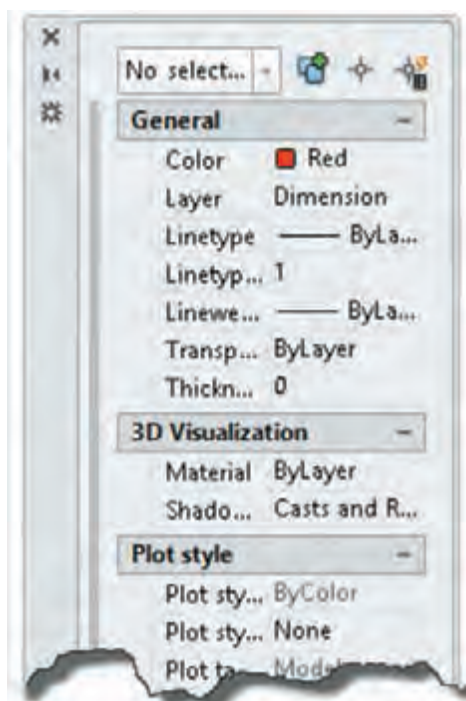 No select...
General
Color Red
Layer Dimension
Linetype ByLa...
Linetyp... 1
Linewe... ByLa...
Transp... ByLayer
Thickn... 0
3D Visualization
Material ByLayer
Shado... Casts and R...
Plot style
Plot sty... ByColor
Plot sty... None
Plot ta...